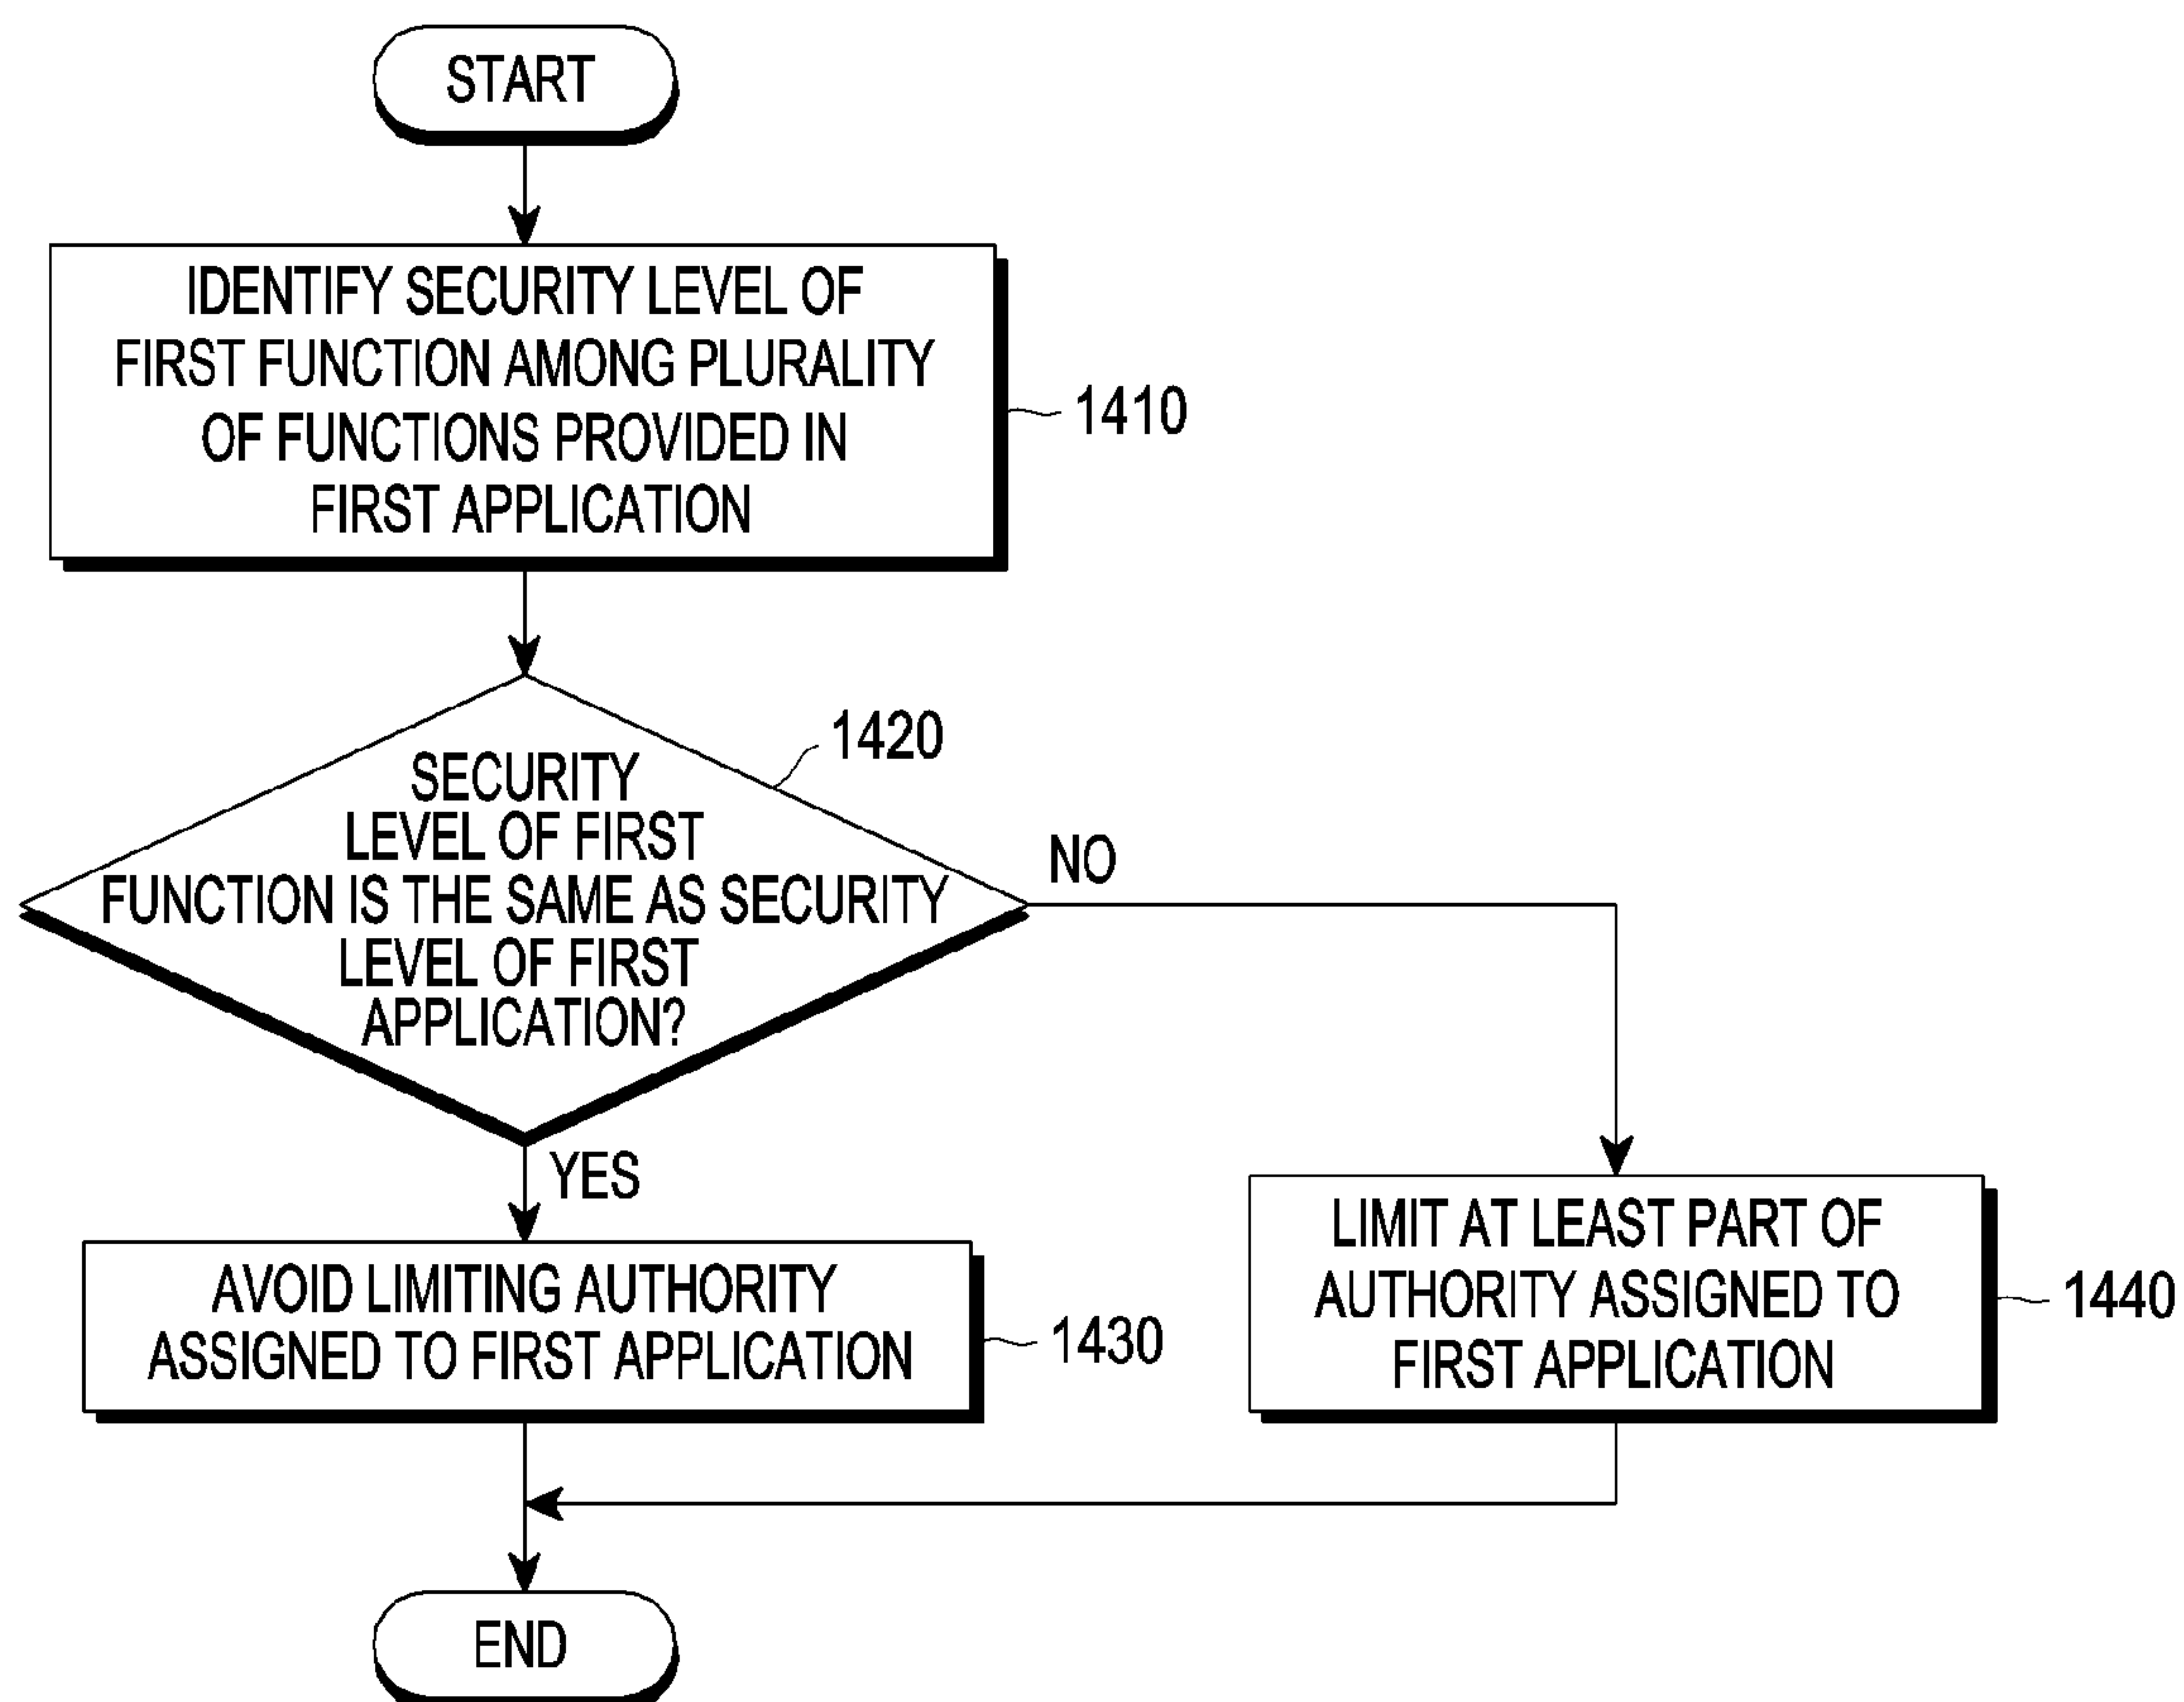 START
IDENTIFY SECURITY LEVEL OF
FIRST FUNCTION AMONG PLURALITY
OF FUNCTIONS PROVIDED IN
FIRST APPLICATION
1410
1420
SECURITY
LEVEL OF FIRST
FUNCTION IS THE SAME AS SECURITY
LEVEL OF FIRST
APPLICATION?
NO
YES
AVOID LIMITING AUTHORITY
ASSIGNED TO FIRST APPLICATION
1430
LIMIT AT LEAST PART OF
AUTHORITY ASSIGNED TO
FIRST APPLICATION
1440
END